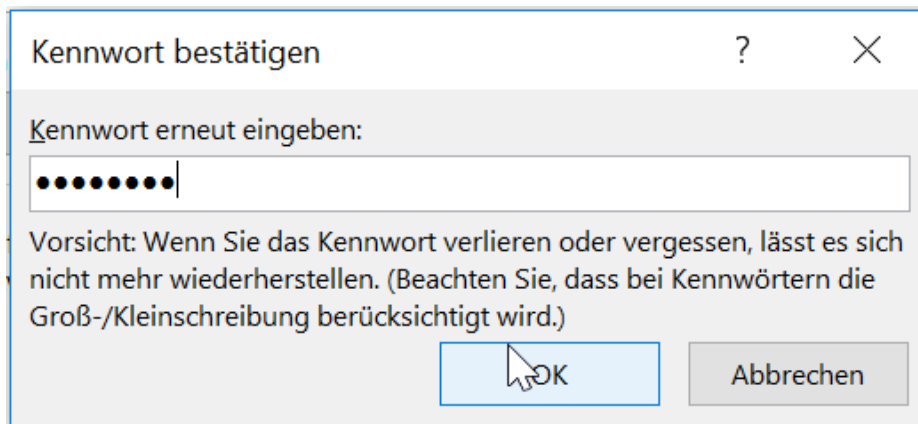 Kennwort bestätigen ?
Kennwort erneut eingeben:
••••••••
Vorsicht: Wenn Sie das Kennwort verlieren oder vergessen, lässt es sich
nicht mehr wiederherstellen. (Beachten Sie, dass bei Kennwörtern die
Groß-/Kleinschreibung berücksichtigt wird.)
OK Abbrechen